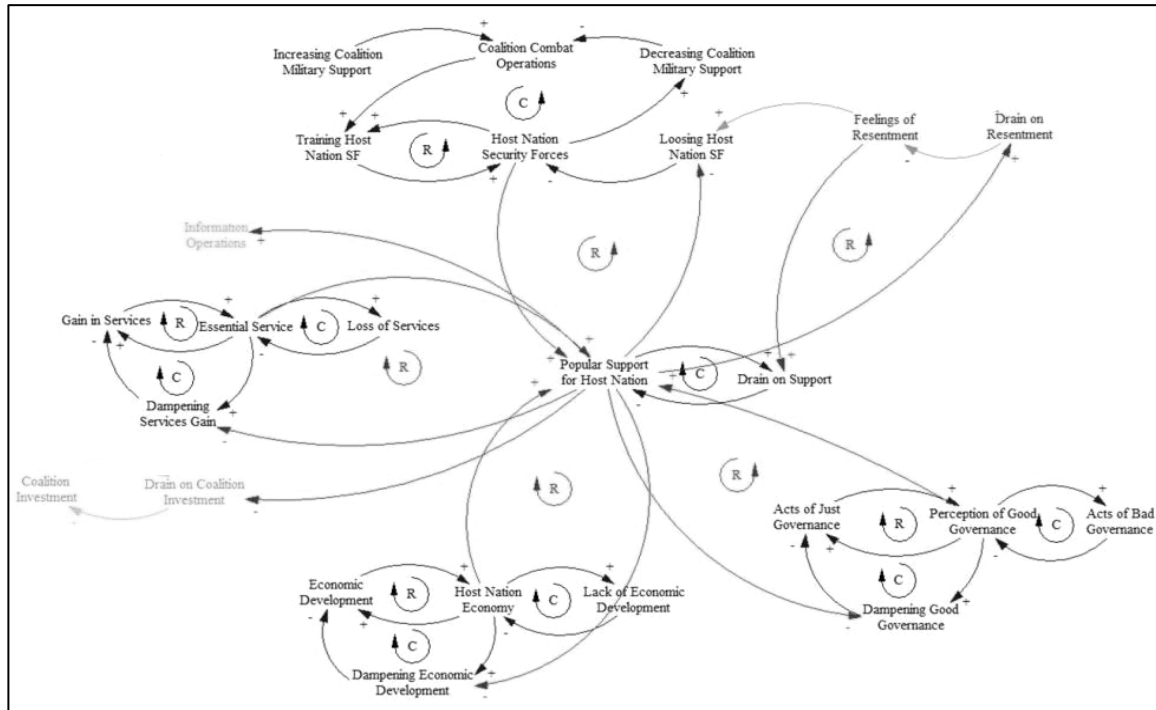 Increasing Coalition
Military Support
Coalition Combat
Operations
Decreasing Coalition
Military Support
C
Training Host
Nation SF
R
Host Nation
Security Forces
Loosing Host
Nation SF
Feelings of
Resentment
Drain on
Resentment
Information
Operations
R
R
Gain in Services
R
Essential Service
C
Loss of Services
C
R
Dampening
Services Gain
Popular Support
for Host Nation
C
Drain on Support
Coalition
Investment
Drain on Coalition
Investment
R
R
Acts of Just
Governance
R
Perception of Good
Governance
C
Acts of Bad
Governance
C
Dampening Good
Governance
Economic
Development
R
Host Nation
Economy
C
Lack of Economic
Development
C
Dampening Economic
Development